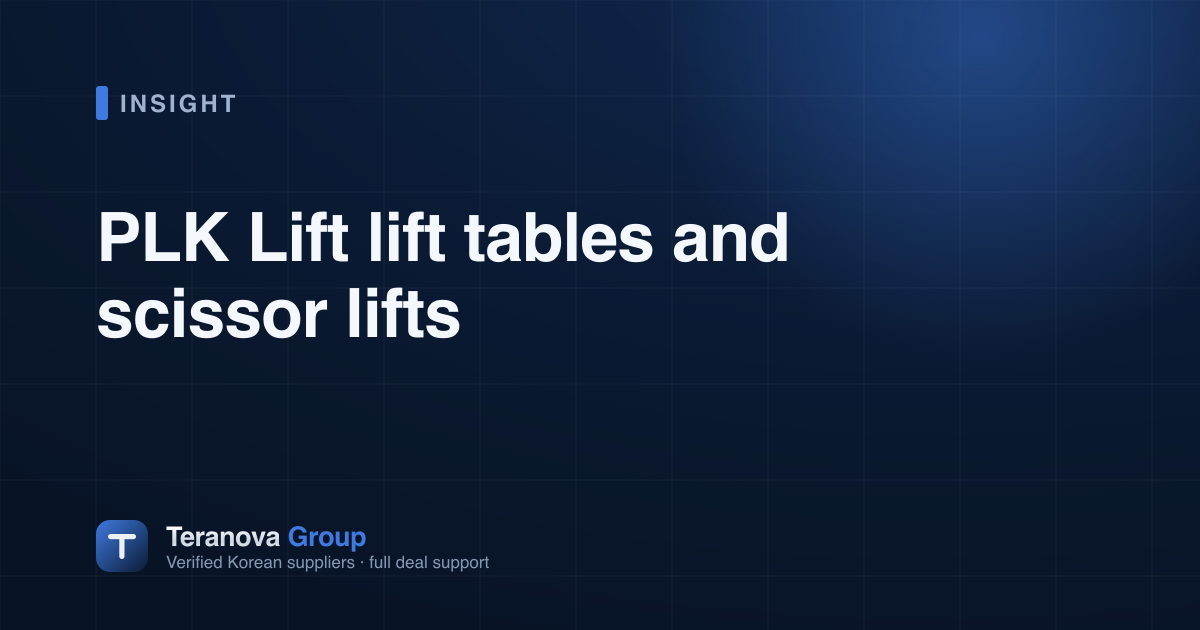 INSIGHT
PLK Lift lift tables and
scissor lifts
T
Teranova Group
Verified Korean suppliers · full deal support